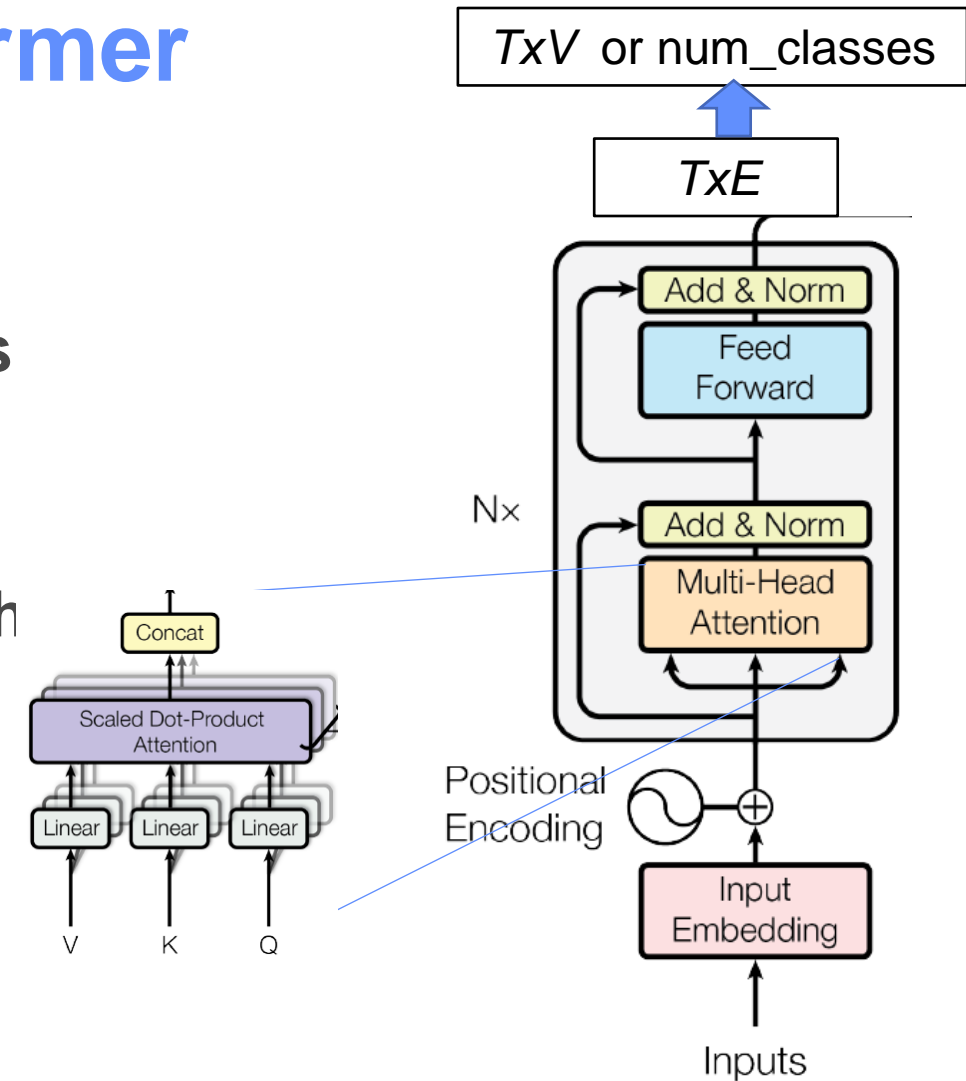 rmer
TxV or num_classes
TxE
s
Add & Norm
Feed
Forward
Nx
Add & Norm
Multi-Head
Attention
h
Concat
Scaled Dot-Product
Attention
Linear Linear Linear
V K Q
Positional
Encoding
Input
Embedding
Inputs